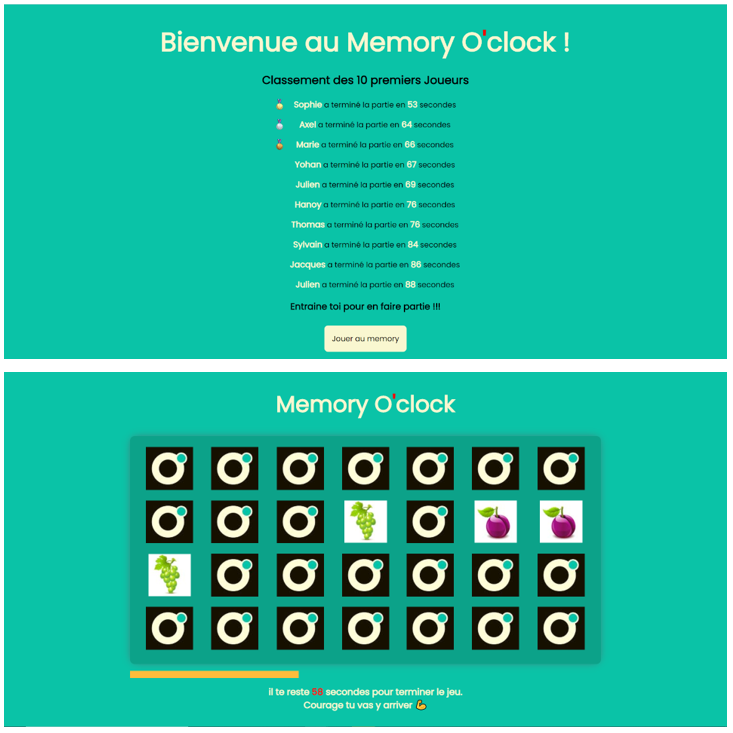 Bienvenue au Memory O'clock !
Classement des 10 premiers Joueurs
Sophie a terminé la partie en 53 secondes
Axel a terminé la partie en 64 secondes
Marie a terminé la partie en 66 secondes
Yohan a terminé la partie en 67 secondes
Julien a terminé la partie en 69 secondes
Hanoy a terminé la partie en 76 secondes
Thomas a terminé la partie en 76 secondes
Sylvain a terminé la partie en 84 secondes
Jacques a terminé la partie en 86 secondes
Julien a terminé la partie en 88 secondes
Entraine toi pour en faire partie !!!
Jouer au memory
Memory O'clock
il te reste 58 secondes pour terminer le jeu.
Courage tu vas y arriver 💪